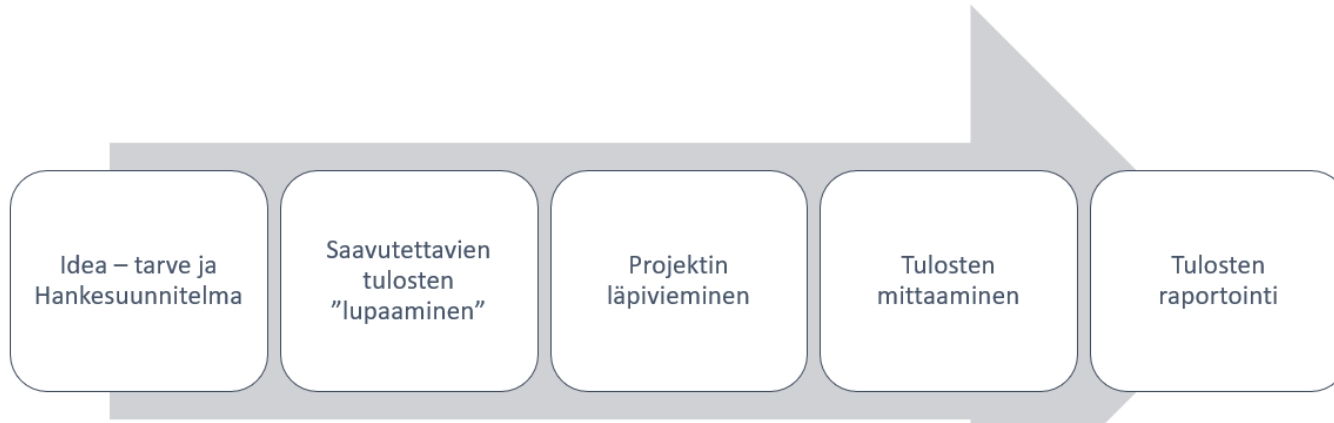 Idea – tarve ja
Hankesuunnitelma
Saavutettavien
tulosten
”lupaaminen”
Projektin
läpivieminen
Tulosten
mittaaminen
Tulosten
raportointi